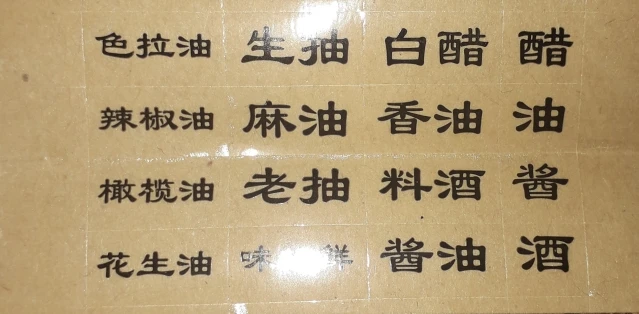 色拉油 生抽 白醋 醋
辣椒油 麻油 香油 油
橄榄油 老抽 料酒 酱
花生油 味 鲜 酱油 酒